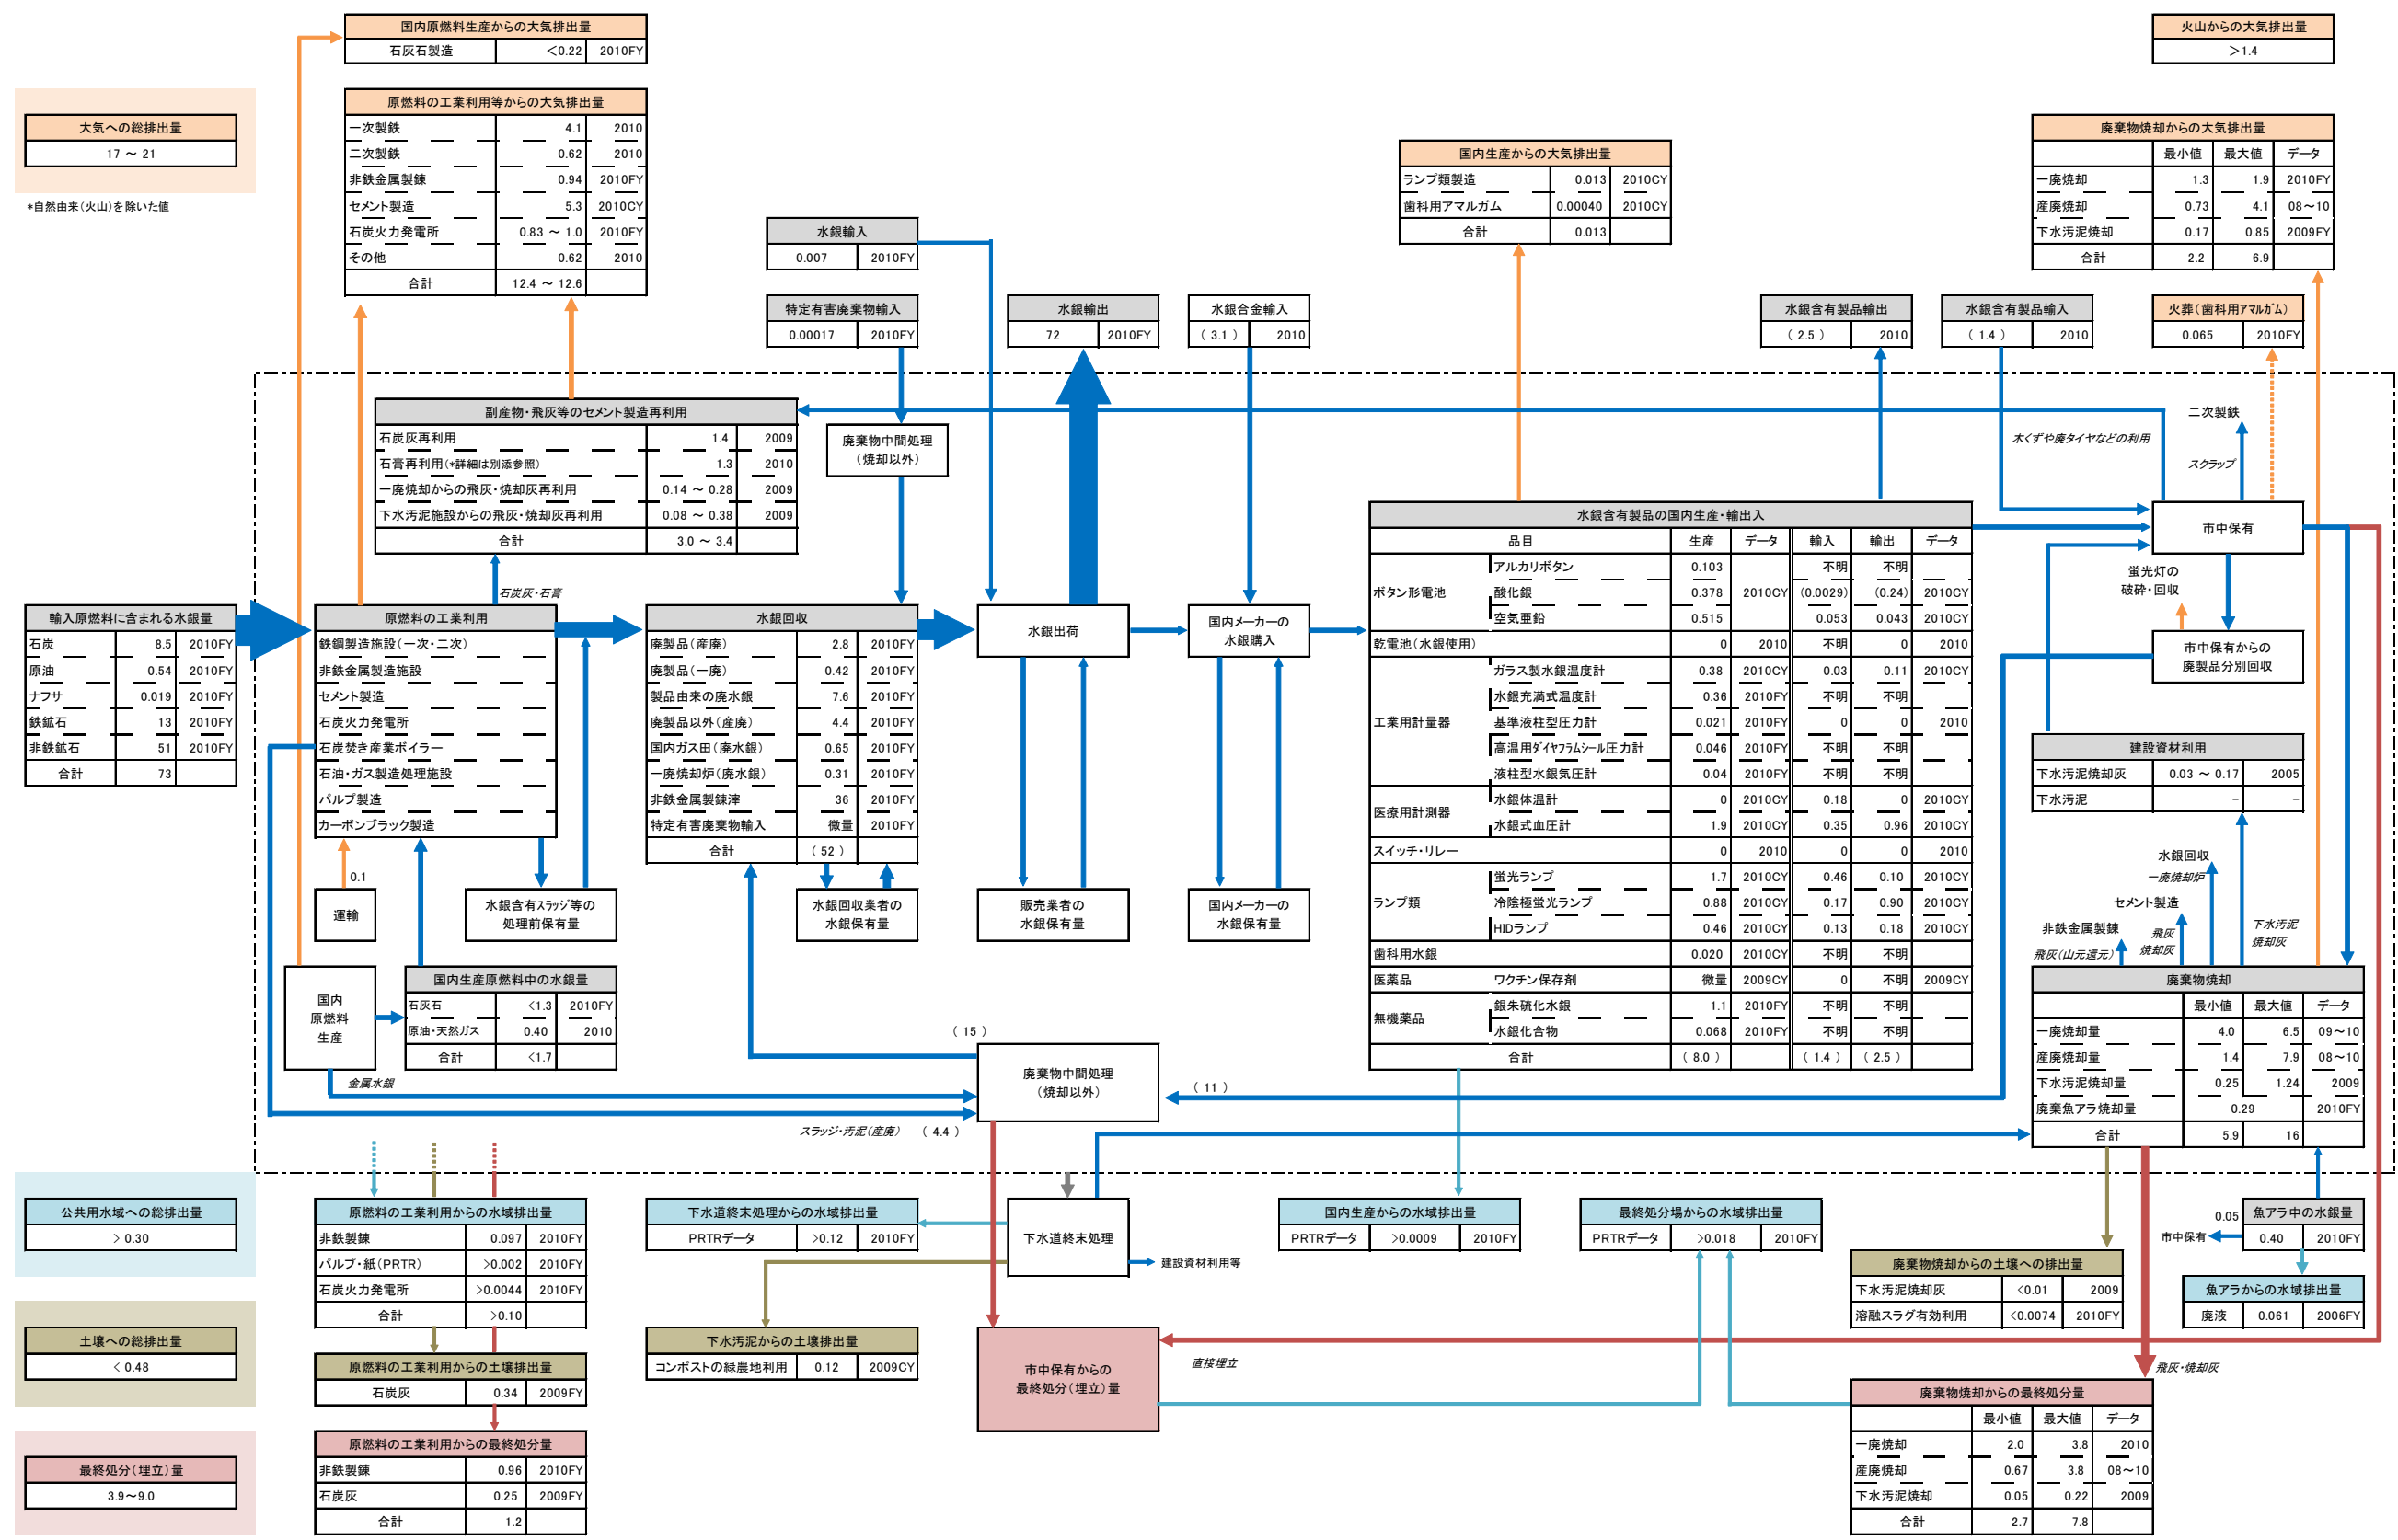 国内原燃料生産からの大気排出量
石灰石製造 <0.22 2010FY
火山からの大気排出量
>1.4
大気への総排出量
17 ～ 21
*自然由来(火山)を除いた値
原燃料の工業利用等からの大気排出量
一次製鉄 4.1 2010
二次製鉄 0.62 2010
非鉄金属製錬 0.94 2010FY
セメント製造 5.3 2010CY
石炭火力発電所 0.83 ～ 1.0 2010FY
その他 0.62 2010
合計 12.4 ～ 12.6
国内生産からの大気排出量
ランプ類製造 0.013 2010CY
歯科用アマルガム 0.00040 2010CY
合計 0.013
廃棄物焼却からの大気排出量
最小値 最大値 データ
一廃焼却 1.3 1.9 2010FY
産廃焼却 0.73 4.1 08～10
下水汚泥焼却 0.17 0.85 2009FY
合計 2.2 6.9
水銀輸入
0.007 2010FY
特定有害廃棄物輸入
0.00017 2010FY
水銀輸出
72 2010FY
水銀合金輸入
( 3.1 ) 2010
水銀含有製品輸出
( 2.5 ) 2010
水銀含有製品輸入
( 1.4 ) 2010
火葬(歯科用アマルガム)
0.065 2010FY
副産物・飛灰等のセメント製造再利用
石炭灰再利用 1.4 2009
石膏再利用(*詳細は別添参照) 1.3 2010
一廃焼却からの飛灰・焼却灰再利用 0.14 ～ 0.28 2009
下水汚泥施設からの飛灰・焼却灰再利用 0.08 ～ 0.38 2009
合計 3.0 ～ 3.4
廃棄物中間処理
(焼却以外)
二次製鉄
木くずや廃タイヤなどの利用
スクラップ
市中保有
石炭灰・石膏
蛍光灯の
破砕・回収
市中保有からの
廃製品分別回収
輸入原燃料に含まれる水銀量
石炭 8.5 2010FY
原油 0.54 2010FY
ナフサ 0.019 2010FY
鉄鉱石 13 2010FY
非鉄鉱石 51 2010FY
合計 73
原燃料の工業利用
鉄鋼製造施設(一次・二次)
非鉄金属製造施設
セメント製造
石炭火力発電所
石炭焚き産業ボイラー
石油・ガス製造処理施設
パルプ製造
カーボンブラック製造
水銀回収
廃製品(産廃) 2.8 2010FY
廃製品(一廃) 0.42 2010FY
製品由来の廃水銀 7.6 2010FY
廃製品以外(産廃) 4.4 2010FY
国内ガス田(廃水銀) 0.65 2010FY
一廃焼却炉(廃水銀) 0.31 2010FY
非鉄金属製錬滓 36 2010FY
特定有害廃棄物輸入 微量 2010FY
合計 ( 52 )
水銀出荷
国内メーカーの
水銀購入
水銀含有製品の国内生産・輸出入
品目 生産 データ 輸入 輸出 データ
ボタン形電池 アルカリボタン 0.103 不明 不明
酸化銀 0.378 2010CY (0.0029) (0.24) 2010CY
空気亜鉛 0.515 0.053 0.043 2010CY
乾電池(水銀使用) 0 2010 不明 0 2010
工業用計量器 ガラス製水銀温度計 0.38 2010CY 0.03 0.11 2010CY
水銀充満式温度計 0.36 2010FY 不明 不明
基準液柱型圧力計 0.021 2010FY 0 0 2010
高温用ダイヤフラムシール圧力計 0.046 2010FY 不明 不明
液柱型水銀気圧計 0.04 2010FY 不明 不明
医療用計測器 水銀体温計 0 2010CY 0.18 0 2010CY
水銀式血圧計 1.9 2010CY 0.35 0.96 2010CY
スイッチ・リレー 0 2010 0 0 2010
ランプ類 蛍光ランプ 1.7 2010CY 0.46 0.10 2010CY
冷陰極蛍光ランプ 0.88 2010CY 0.17 0.90 2010CY
HIDランプ 0.46 2010CY 0.13 0.18 2010CY
歯科用水銀 0.020 2010CY 不明 不明
医薬品 ワクチン保存剤 微量 2009CY 0 不明 2009CY
無機薬品 銀朱硫化水銀 1.1 2010FY 不明 不明
水銀化合物 0.068 2010FY 不明 不明
合計 ( 8.0 ) ( 1.4 ) ( 2.5 )
建設資材利用
下水汚泥焼却灰 0.03 ～ 0.17 2005
下水汚泥 － －
0.1
運輸
水銀含有スラッジ等の
処理前保有量
水銀回収業者の
水銀保有量
販売業者の
水銀保有量
国内メーカーの
水銀保有量
水銀回収
一廃焼却炉
セメント製造
飛灰
焼却灰
非鉄金属製錬
飛灰(山元還元)
下水汚泥
焼却灰
国内
原燃料
生産
国内生産原燃料中の水銀量
石灰石 <1.3 2010FY
原油・天然ガス 0.40 2010
合計 <1.7
金属水銀
( 15 )
廃棄物中間処理
(焼却以外)
( 11 )
スラッジ・汚泥(産廃) ( 4.4 )
廃棄物焼却
最小値 最大値 データ
一廃焼却量 4.0 6.5 09～10
産廃焼却量 1.4 7.9 08～10
下水汚泥焼却量 0.25 1.24 2009
廃棄魚アラ焼却量 0.29 2010FY
合計 5.9 16
公共用水域への総排出量
> 0.30
原燃料の工業利用からの水域排出量
非鉄製錬 0.097 2010FY
パルプ・紙(PRTR) >0.002 2010FY
石炭火力発電所 >0.0044 2010FY
合計 >0.10
下水道終末処理からの水域排出量
PRTRデータ >0.12 2010FY
下水道終末処理
建設資材利用等
国内生産からの水域排出量
PRTRデータ >0.0009 2010FY
最終処分場からの水域排出量
PRTRデータ >0.018 2010FY
0.05
市中保有
魚アラ中の水銀量
0.40 2010FY
廃棄物焼却からの土壌への排出量
下水汚泥焼却灰 <0.01 2009
溶融スラグ有効利用 <0.0074 2010FY
魚アラからの水域排出量
廃液 0.061 2006FY
土壌への総排出量
< 0.48
原燃料の工業利用からの土壌排出量
石炭灰 0.34 2009FY
下水汚泥からの土壌排出量
コンポストの緑農地利用 0.12 2009CY
市中保有からの
最終処分(埋立)量
直接埋立
飛灰・焼却灰
最終処分(埋立)量
3.9～9.0
原燃料の工業利用からの最終処分量
非鉄製錬 0.96 2010FY
石炭灰 0.25 2009FY
合計 1.2
廃棄物焼却からの最終処分量
最小値 最大値 データ
一廃焼却 2.0 3.8 2010
産廃焼却 0.67 3.8 08～10
下水汚泥焼却 0.05 0.22 2009
合計 2.7 7.8